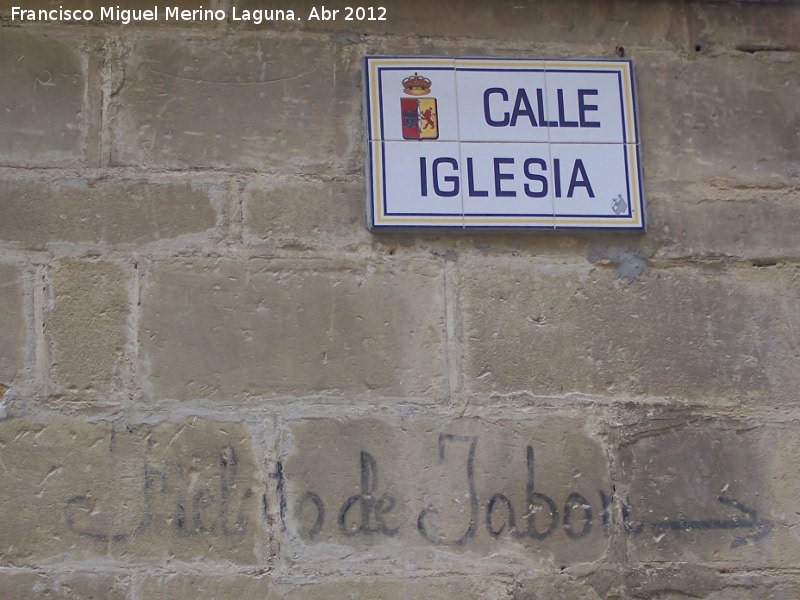 Francisco Miguel Merino Laguna. Abr 2012
CALLE
IGLESIA
de Jabon